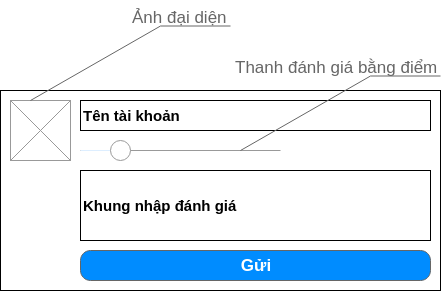 Ảnh đại diện
Thanh đánh giá bằng điểm
Tên tài khoản
Khung nhập đánh giá
Gửi